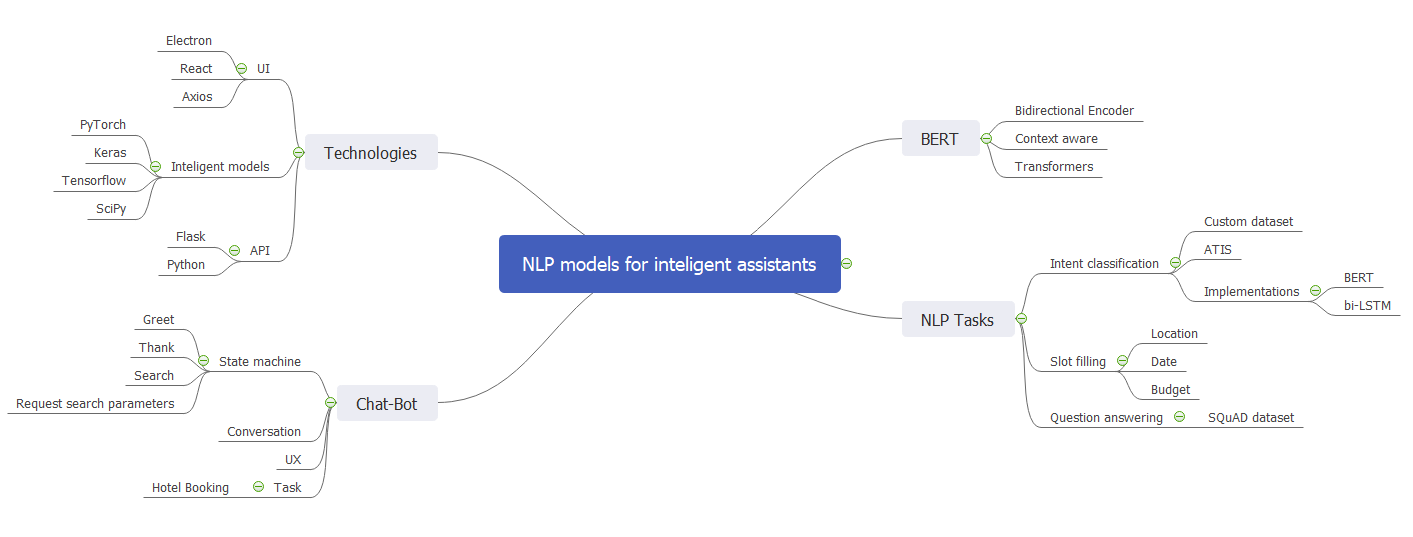 NLP models for inteligent assistants
Technologies
UI
Electron
React
Axios
Inteligent models
PyTorch
Keras
Tensorflow
SciPy
API
Flask
Python
Chat-Bot
State machine
Greet
Thank
Search
Request search parameters
Conversation
UX
Task
Hotel Booking
BERT
Bidirectional Encoder
Context aware
Transformers
NLP Tasks
Intent classification
Custom dataset
ATIS
Implementations
BERT
bi-LSTM
Slot filling
Location
Date
Budget
Question answering
SQuAD dataset